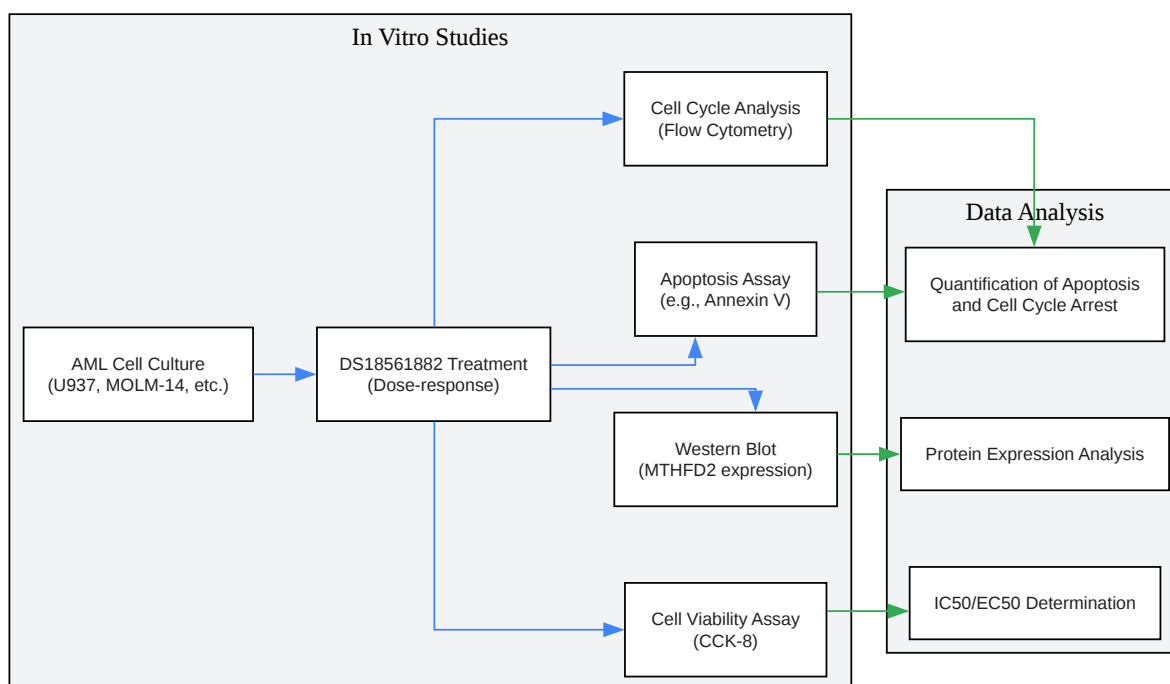 In Vitro Studies
Cell Cycle Analysis
(Flow Cytometry)
Data Analysis
Apoptosis Assay
(e.g., Annexin V)
Quantification of Apoptosis
and Cell Cycle Arrest
AML Cell Culture
(U937, MOLM-14, etc.)
DS18561882 Treatment
(Dose-response)
Western Blot
(MTHFD2 expression)
Protein Expression Analysis
Cell Viability Assay
(CCK-8)
IC50/EC50 Determination